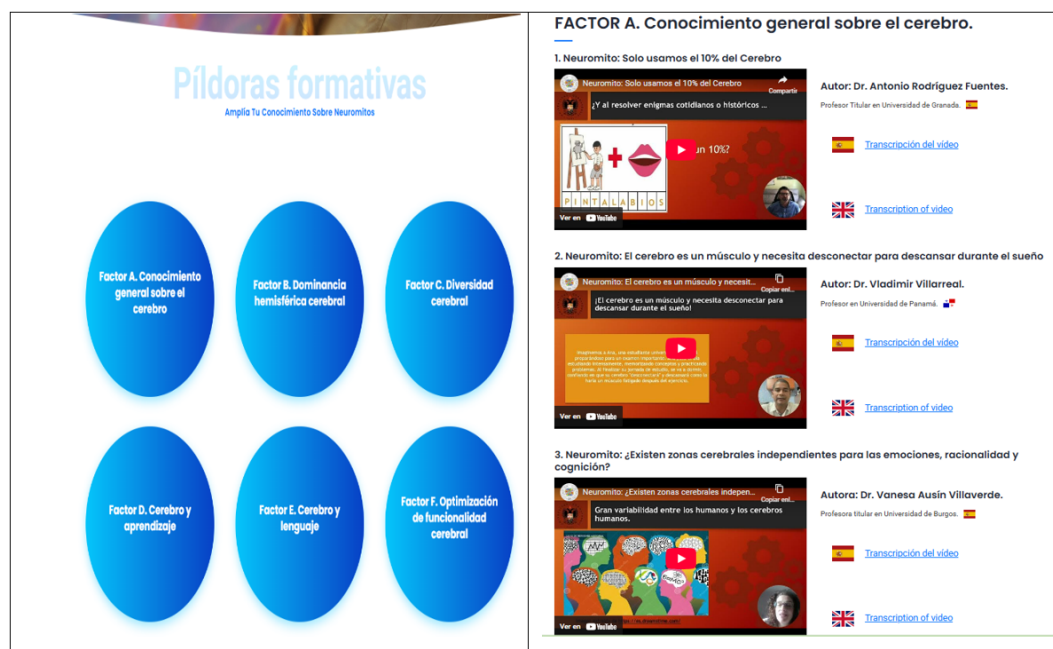 Píldoras formativas
Amplía Tu Conocimiento Sobre Neuromitos
Factor A. Conocimiento
general sobre el
cerebro
Factor B. Dominancia
hemisférica cerebral
Factor C. Diversidad
cerebral
Factor D. Cerebro y
aprendizaje
Factor E. Cerebro y
lenguaje
Factor F. Optimización
de funcionalidad
cerebral
FACTOR A. Conocimiento general sobre el cerebro.
1. Neuromito: Solo usamos el 10% del Cerebro
Neuromito: Solo usamos el 10% del Cerebro
Compartir
¿Y al resolver enigmas cotidianos o históricos ...
un 10%?
PINTALABIOS
Ver en YouTube
Autor: Dr. Antonio Rodríguez Fuentes.
Profesor Titular en Universidad de Granada.
Transcripción del vídeo
Transcription of video
2. Neuromito: El cerebro es un músculo y necesita desconectar para descansar durante el sueño
Neuromito: El cerebro es un músculo y necesit...
Copiar enl...
¡El cerebro es un músculo y necesita desconectar para
descansar durante el sueño!
Ver en YouTube
Autor: Dr. Vladimir Villarreal.
Profesor en Universidad de Panamá.
Transcripción del vídeo
Transcription of video
3. Neuromito: ¿Existen zonas cerebrales independientes para las emociones, racionalidad y
cognición?
Neuromito: ¿Existen zonas cerebrales indepen...
Copiar enl...
Gran variabilidad entre los humanos y los cerebros
humanos.
Ver en YouTube
Autora: Dr. Vanesa Ausín Villaverde.
Profesora titular en Universidad de Burgos.
Transcripción del vídeo
Transcription of video